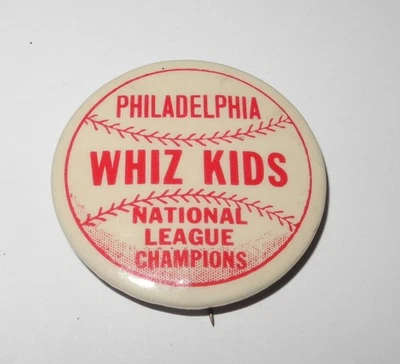 PHILADELPHIA
WHIZ KIDS
NATIONAL
LEAGUE
CHAMPIONS